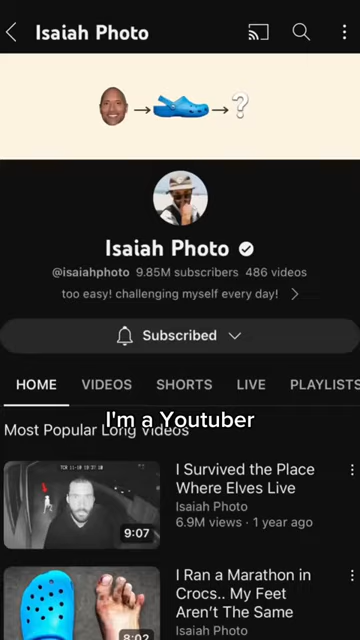 Isaiah Photo
Isaiah Photo
@isaiahphoto 9.85M subscribers 486 videos
too easy! challenging myself every day!
Subscribed
HOME VIDEOS SHORTS LIVE PLAYLISTS
I'm a Youtuber
Most Popular Long Videos
I Survived the Place
Where Elves Live
Isaiah Photo
6.9M views · 1 year ago
9:07
I Ran a Marathon in
Crocs.. My Feet
Aren't The Same
Isaiah Photo
8:02